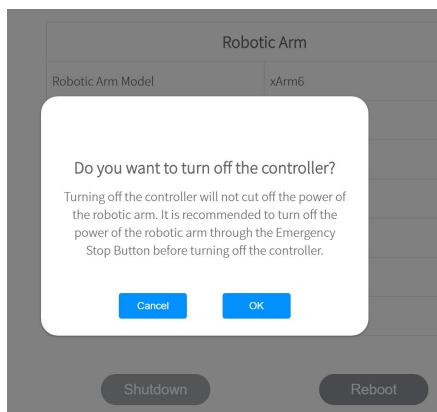 Robotic Arm
Robotic Arm Model xArm6
Do you want to turn off the controller?
Turning off the controller will not cut off the power of
the robotic arm. It is recommended to turn off the
power of the robotic arm through the Emergency
Stop Button before turning off the controller.
Cancel OK
Shutdown Reboot